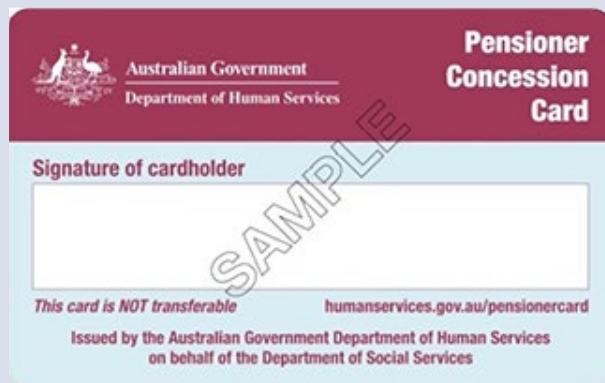 Australian Government
Department of Human Services
Pensioner
Concession
Card
Signature of cardholder
SAMPLE
This card is NOT transferable
humanservices.gov.au/pensionercard
Issued by the Australian Government Department of Human Services
on behalf of the Department of Social Services